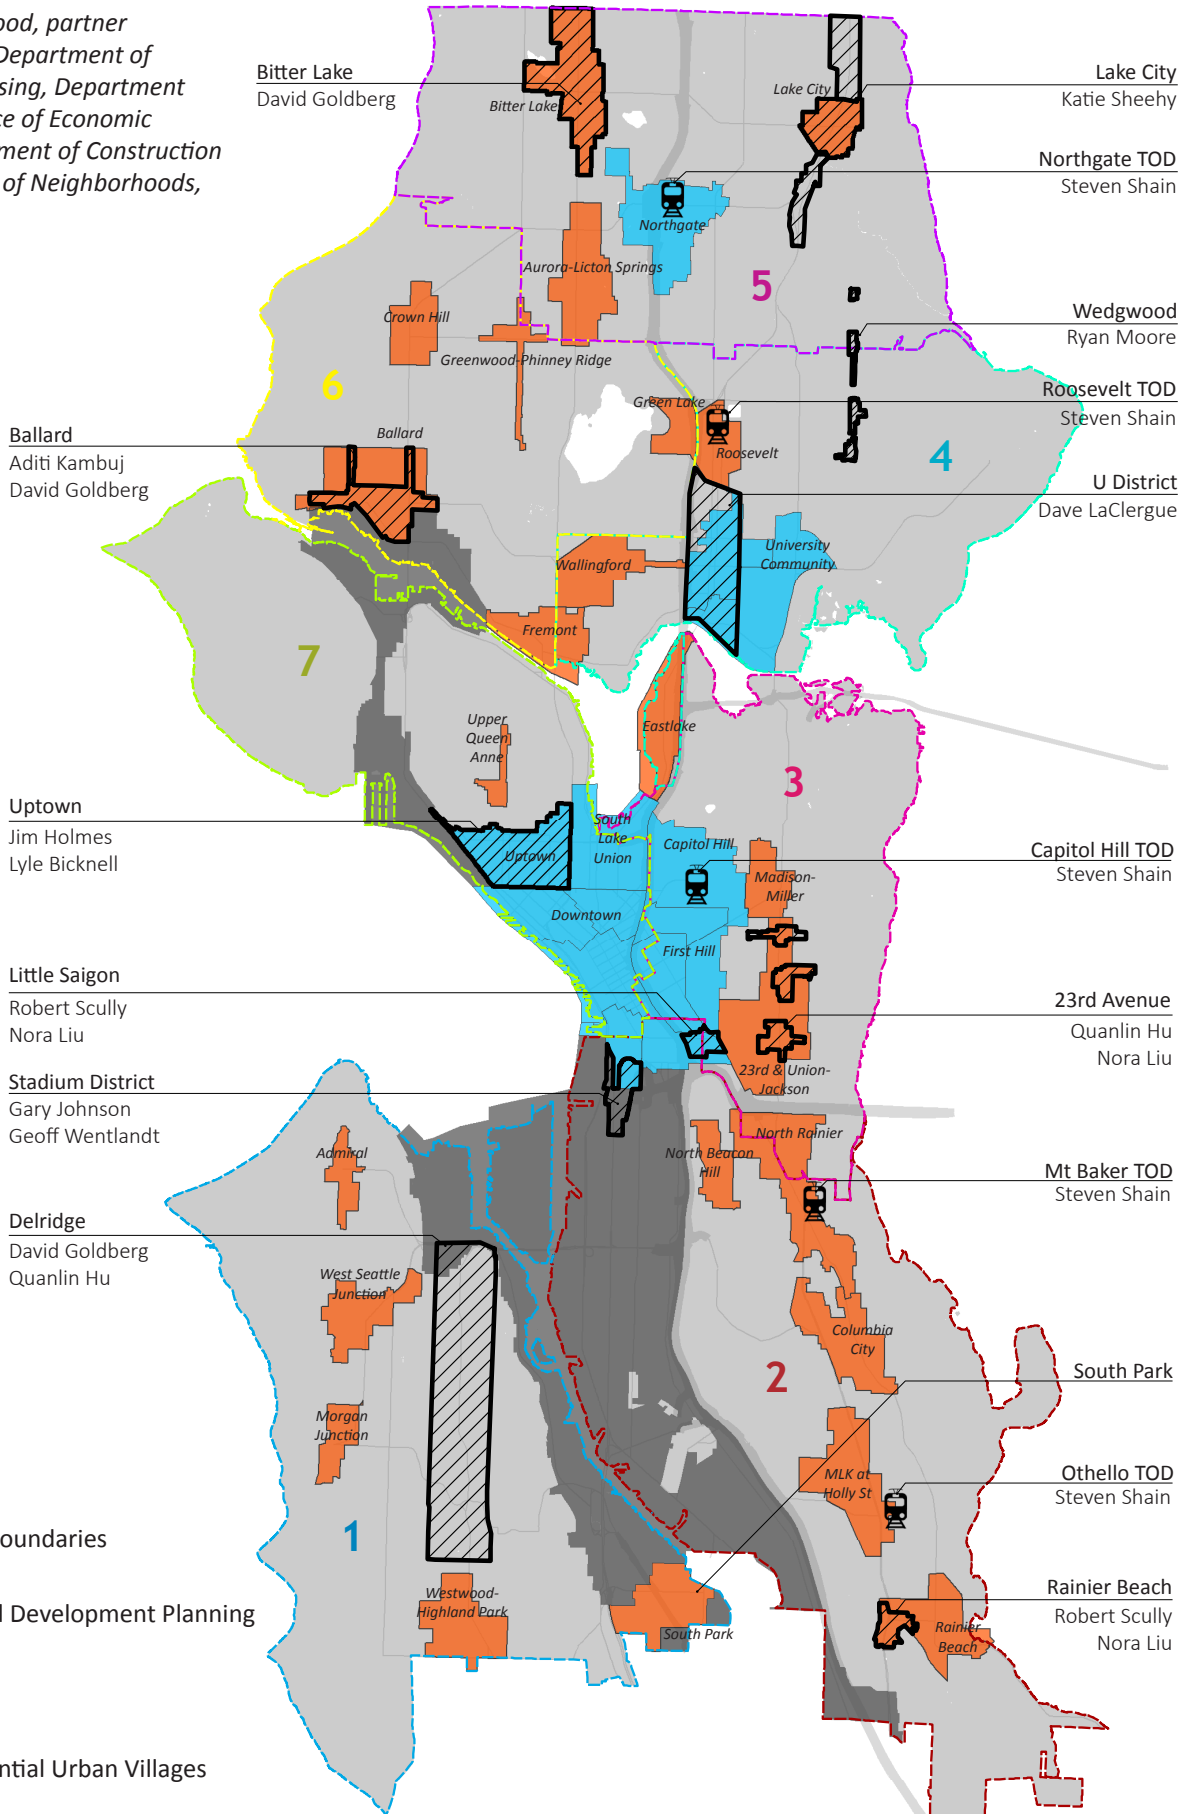 ood, partner
Department of
sing, Department
ce of Economic
ment of Construction
of Neighborhoods,
Bitter Lake
David Goldberg
Bitter Lake
Lake City
Lake City
Katie Sheehy
Northgate TOD
Steven Shain
Northgate
Aurora-Licton Springs
5
Crown Hill
Greenwood-Phinney Ridge
Wedgwood
Ryan Moore
6
Green Lake
Roosevelt TOD
Steven Shain
Roosevelt
Ballard
Aditi Kambuj
David Goldberg
Ballard
4
U District
Dave LaClergue
University
Community
Wallingford
Fremont
7
Upper
Queen
Anne
Eastlake
3
Uptown
Jim Holmes
Lyle Bicknell
Uptown
South
Lake
Union
Capitol Hill
Capitol Hill TOD
Steven Shain
Madison-
Miller
Downtown
First Hill
Little Saigon
Robert Scully
Nora Liu
23rd Avenue
Quanlin Hu
Nora Liu
23rd & Union-
Jackson
Stadium District
Gary Johnson
Geoff Wentlandt
Admiral
North Beacon
Hill
North Rainier
Mt Baker TOD
Steven Shain
Delridge
David Goldberg
Quanlin Hu
West Seattle
Junction
Columbia
City
2
South Park
Morgan
Junction
MLK at
Holly St
Othello TOD
Steven Shain
1
oundaries
Westwood-
Highland Park
South Park
Rainier
Beach
Rainier Beach
Robert Scully
Nora Liu
l Development Planning
ntial Urban Villages